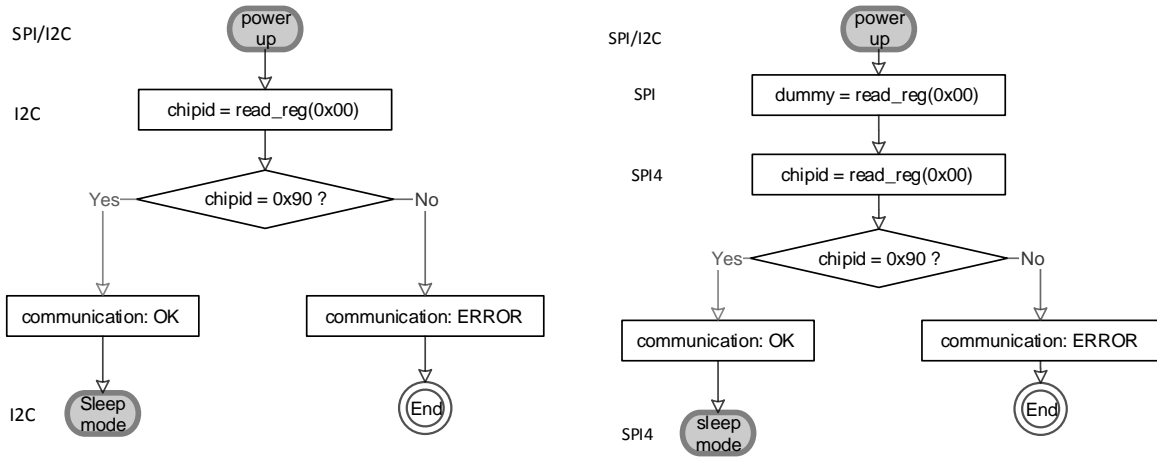 SPI/I2C
power
up
I2C
chipid = read_reg(0x00)
chipid = 0x90 ?
Yes
No
communication: OK
communication: ERROR
I2C
Sleep
mode
End
SPI/I2C
power
up
SPI
dummy = read_reg(0x00)
SPI4
chipid = read_reg(0x00)
chipid = 0x90 ?
Yes
No
communication: OK
communication: ERROR
SPI4
sleep
mode
End